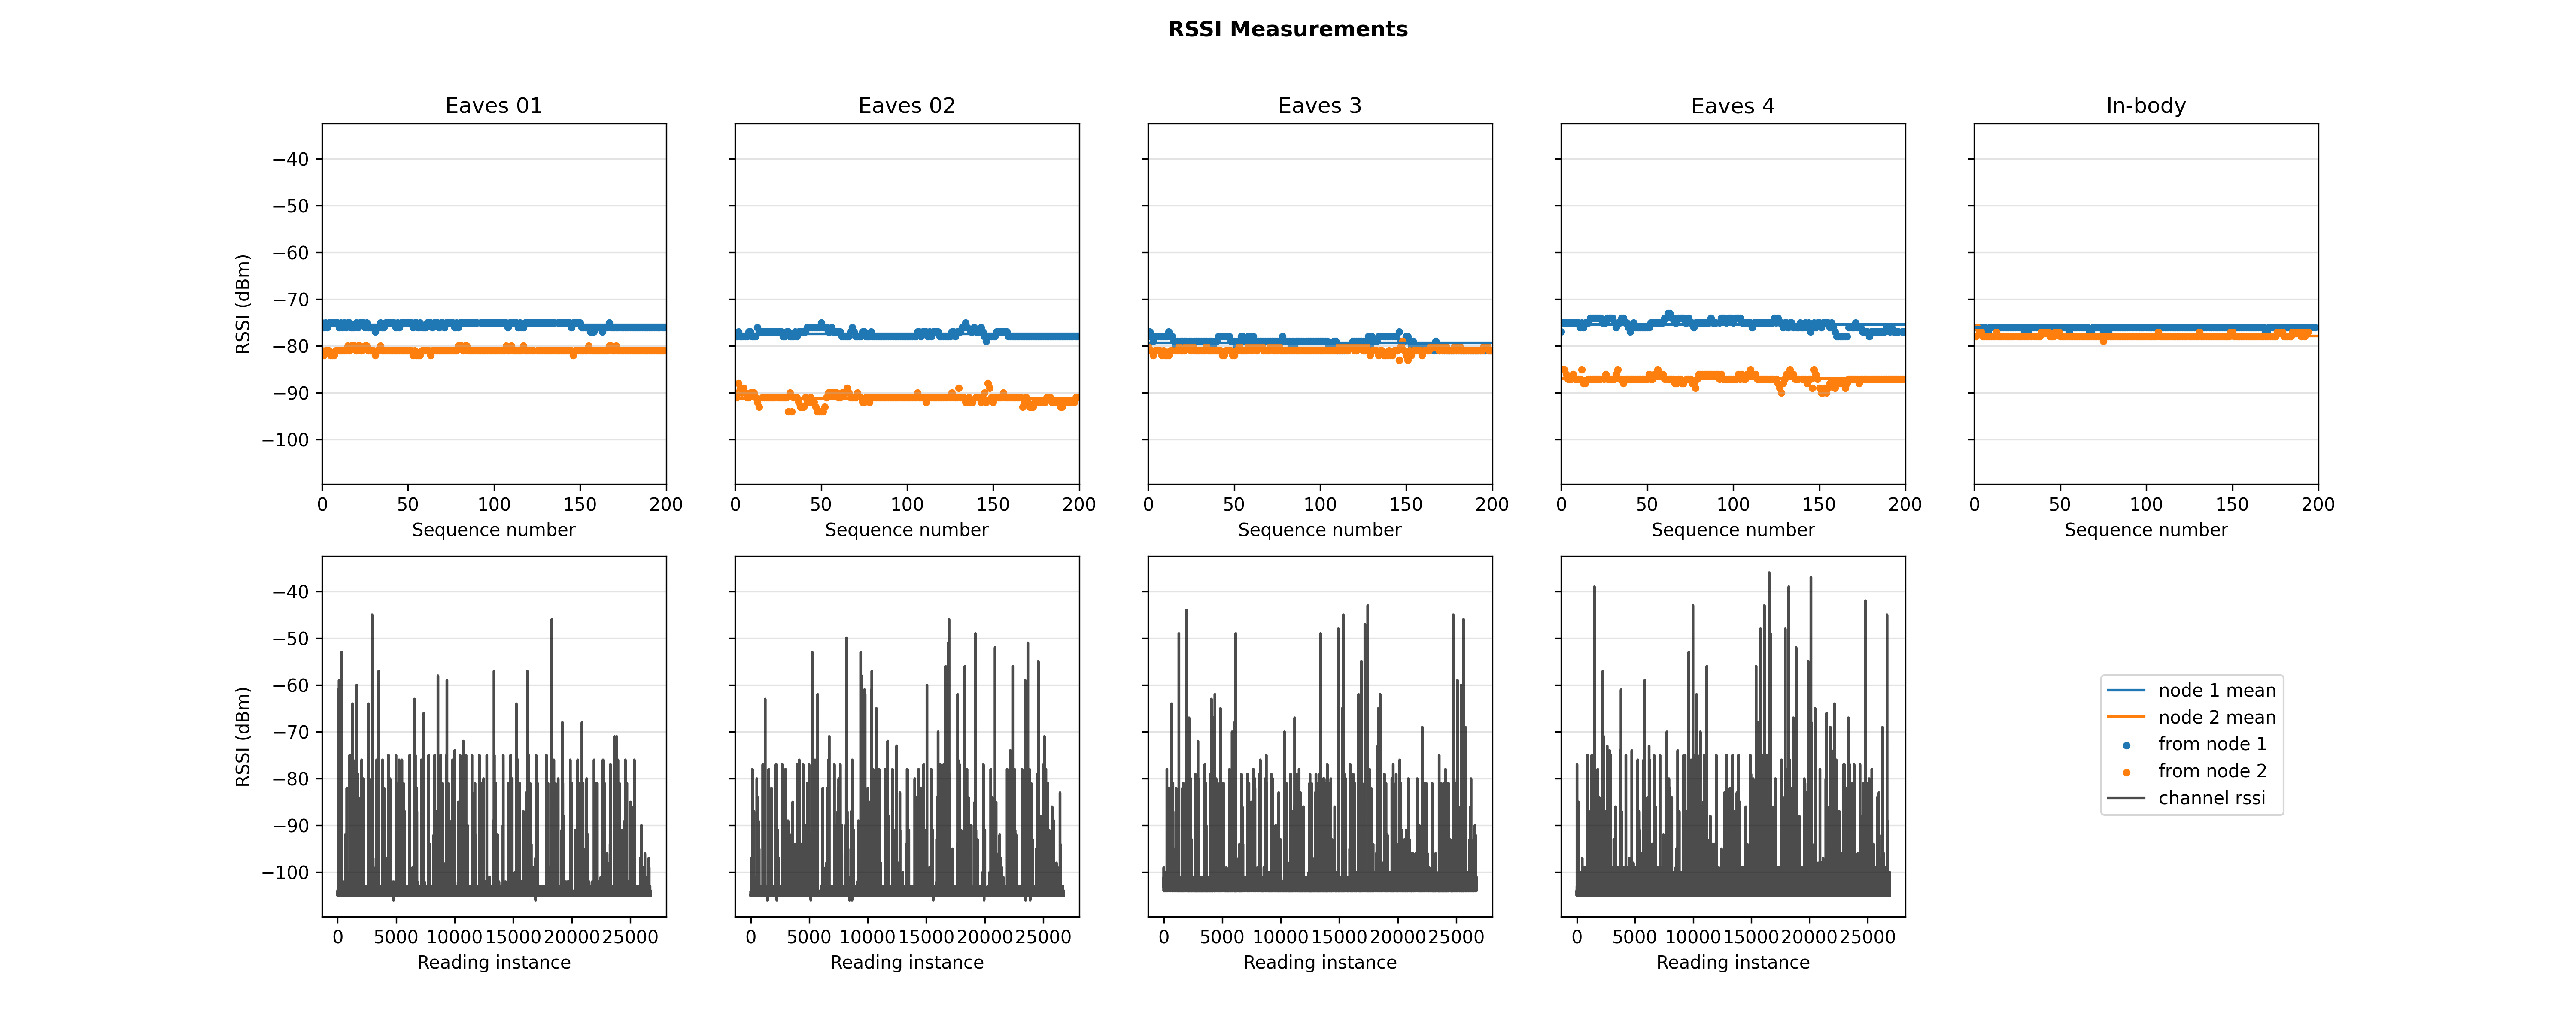 RSSI Measurements
Eaves 01
Eaves 02
Eaves 3
Eaves 4
In-body
RSSI (dBm)
−40
−50
−60
−70
−80
−90
−100
0 50 100 150 200
0 50 100 150 200
0 50 100 150 200
0 50 100 150 200
0 50 100 150 200
Sequence number
Sequence number
Sequence number
Sequence number
Sequence number
RSSI (dBm)
−40
−50
−60
−70
−80
−90
−100
0 5000 10000 15000 20000 25000
0 5000 10000 15000 20000 25000
0 5000 10000 15000 20000 25000
0 5000 10000 15000 20000 25000
Reading instance
Reading instance
Reading instance
Reading instance
node 1 mean
node 2 mean
from node 1
from node 2
channel rssi